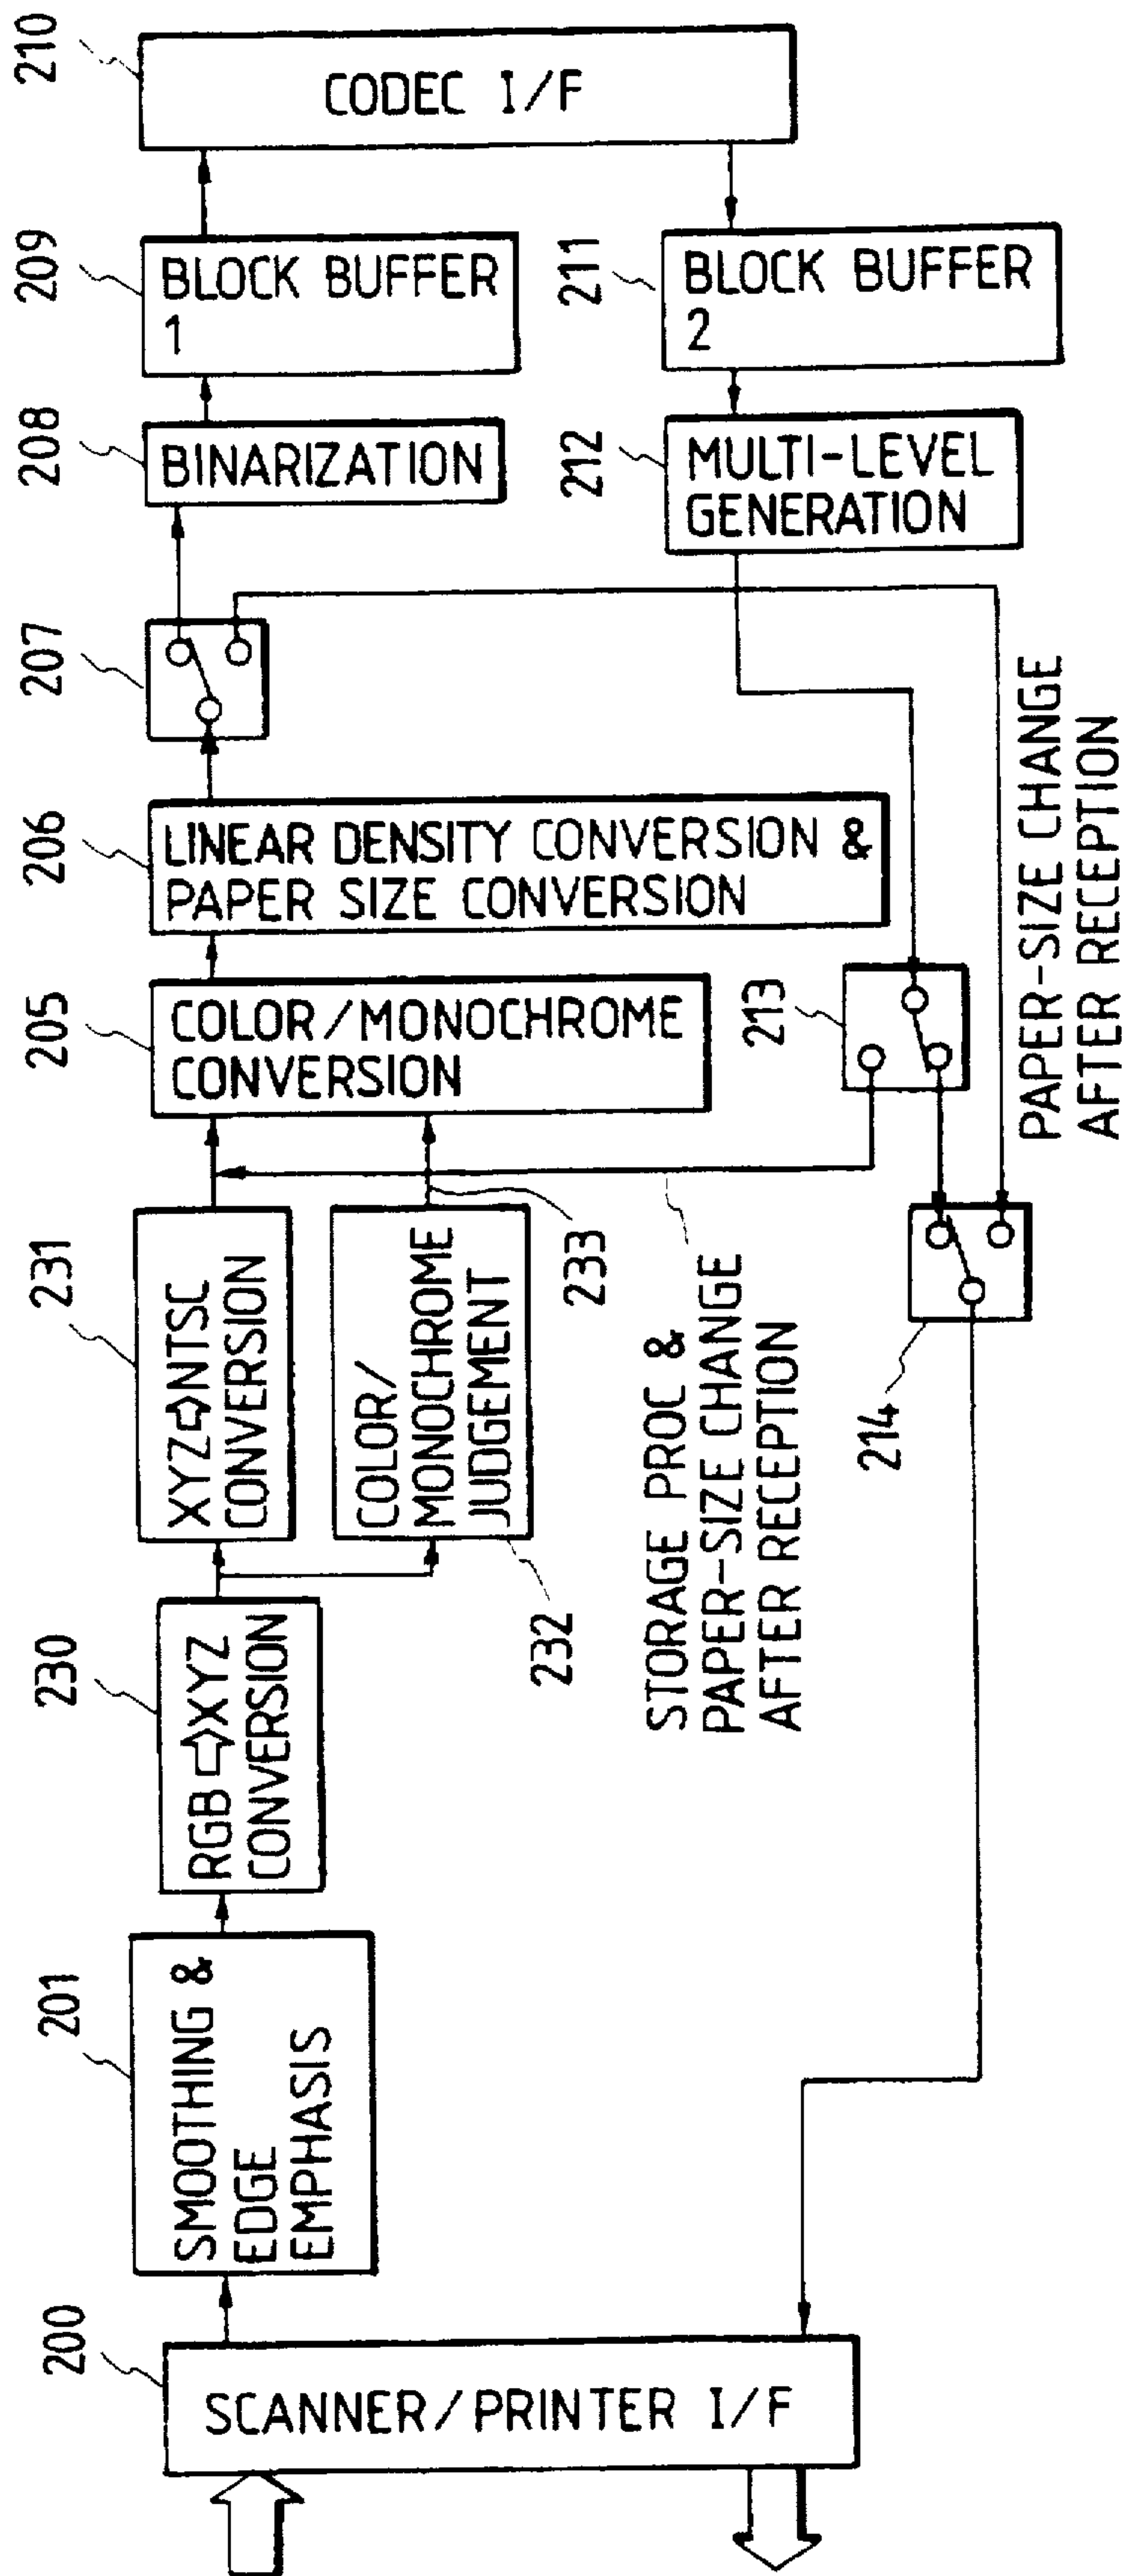 200
SCANNER/PRINTER I/F
201
SMOOTHING &
EDGE
EMPHASIS
230
RGB⇨XYZ
CONVERSION
231
XYZ⇨NTSC
CONVERSION
COLOR/
MONOCHROME
JUDGEMENT
232
233
205
COLOR/MONOCHROME
CONVERSION
206
LINEAR DENSITY CONVERSION &
PAPER SIZE CONVERSION
207
208
BINARIZATION
209
BLOCK BUFFER
1
210
CODEC I/F
211
BLOCK BUFFER
2
212
MULTI-LEVEL
GENERATION
213
214
STORAGE PROC &
PAPER-SIZE CHANGE
AFTER RECEPTION
PAPER-SIZE CHANGE
AFTER RECEPTION